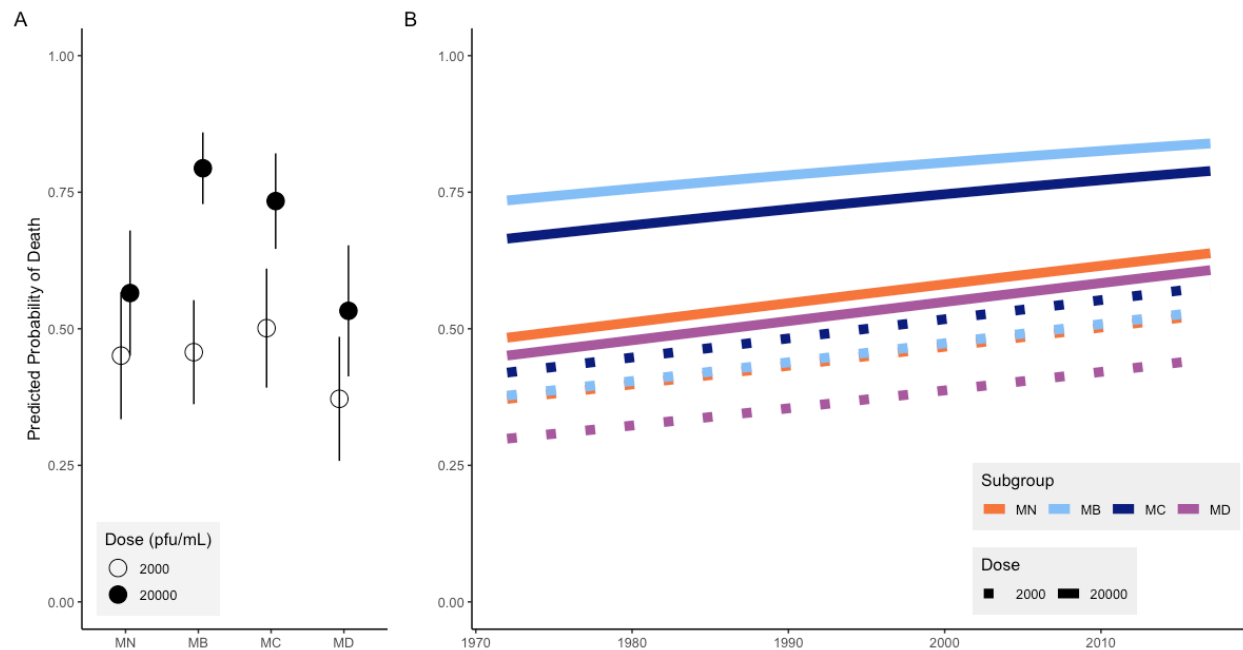 A
Predicted Probability of Death
1.00
0.75
0.50
0.25
0.00
Dose (pfu/mL)
2000
20000
MN MB MC MD
B
1.00
0.75
0.50
0.25
0.00
Subgroup
MN MB MC MD
Dose
2000 20000
1970 1980 1990 2000 2010